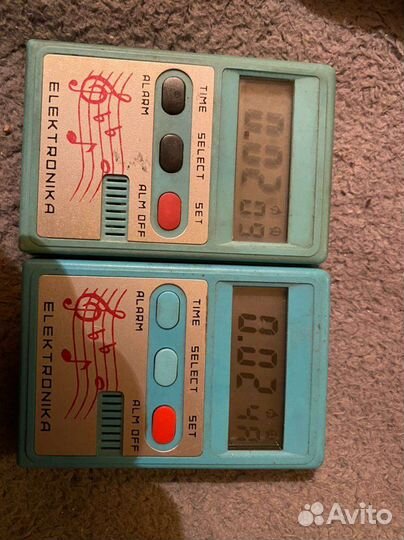 TIME SELECT SET
ALARM ALM OFF
ELEKTRONIKA
TIME SELECT SET
ALARM ALM OFF
ELEKTRONIKA
Avito